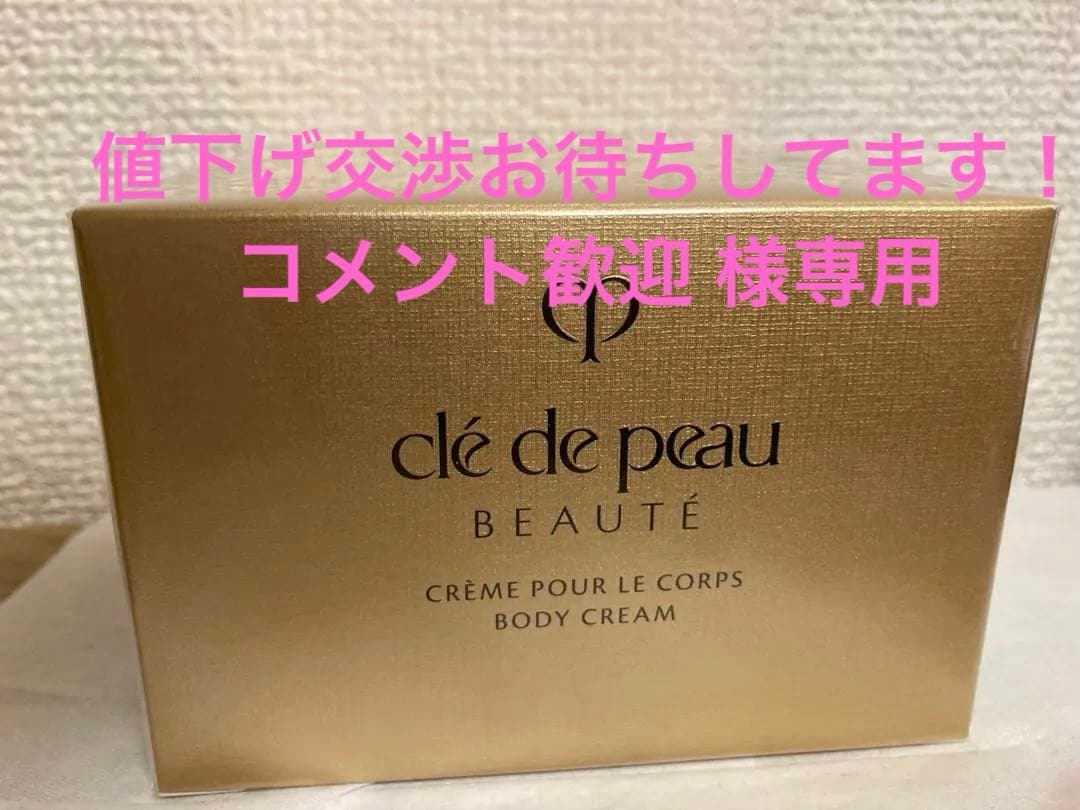 値下げ交渉お待ちしてます！
コメント歓迎 様専用
clé de peau
BEAUTÉ
CRÈME POUR LE CORPS
BODY CREAM